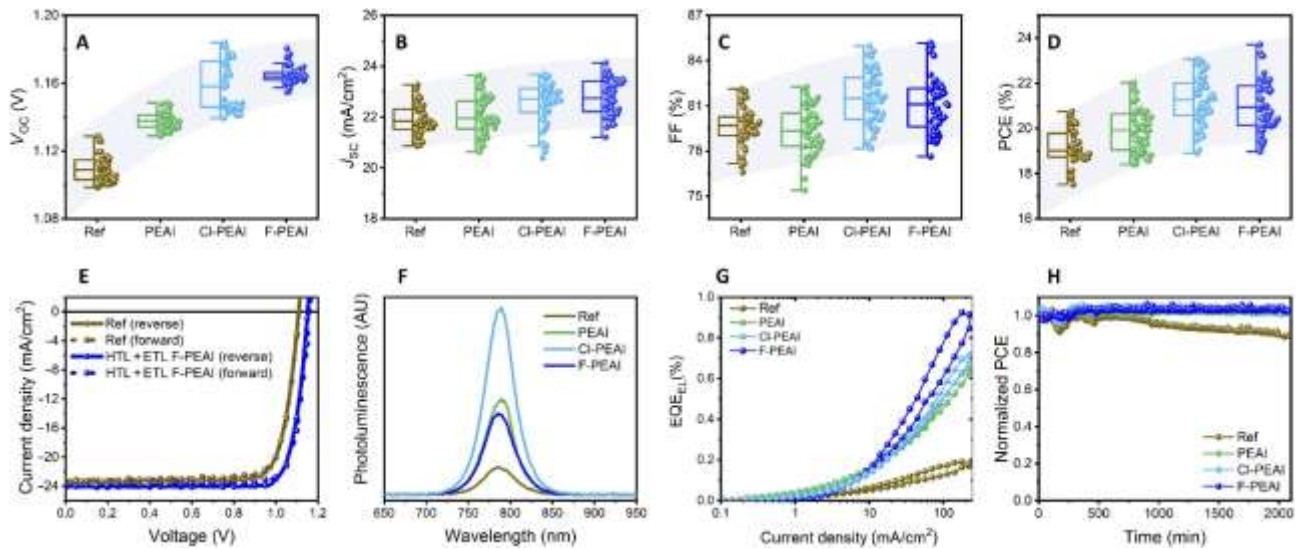 A
V_OC (V)
1.20
1.16
1.12
1.08
Ref PEAI Cl-PEAI F-PEAI
B
J_SC (mA/cm²)
26
24
22
20
18
Ref PEAI Cl-PEAI F-PEAI
C
FF (%)
87
84
81
78
75
Ref PEAI Cl-PEAI F-PEAI
D
PCE (%)
26
24
22
20
18
16
Ref PEAI Cl-PEAI F-PEAI
E
Current density (mA/cm²)
0
-4
-9
-14
-19
-24
Ref (reverse)
Ref (forward)
HTL + ETL F-PEAI (reverse)
HTL + ETL F-PEAI (forward)
0.0 0.2 0.4 0.6 0.8 1.0 1.2
Voltage (V)
F
Photoluminescence (AU)
Ref
PEAI
Cl-PEAI
F-PEAI
650 700 750 800 850 900 950
Wavelength (nm)
G
EQE_EL(%)
1.0
0.8
0.6
0.4
0.2
0.0
Ref
PEAI
Cl-PEAI
F-PEAI
0.1 1 10 100
Current density (mA/cm²)
H
Normalized PCE
1.0
0.8
0.6
0.4
0.2
0.0
Ref
PEAI
Cl-PEAI
F-PEAI
0 500 1000 1500 2000
Time (min)